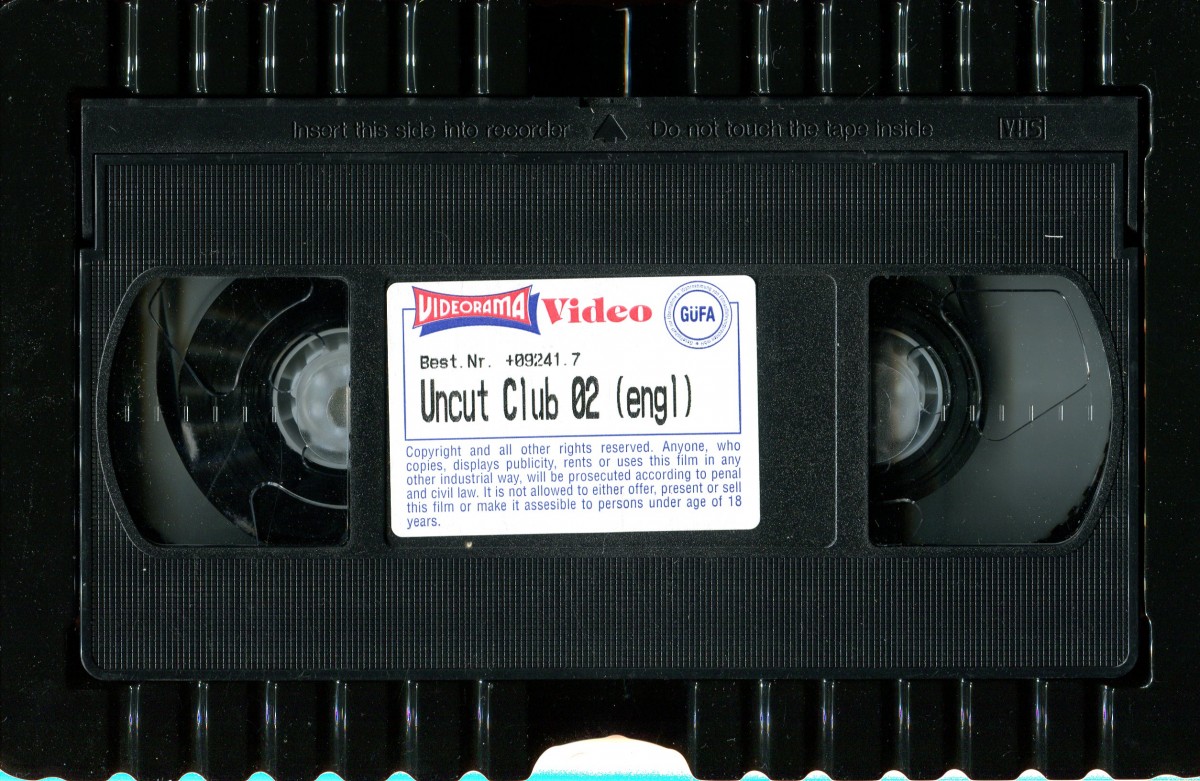 Insert this side into recorder Do not touch the tape inside VHS
VIDEORAMA Video GÜFA
Best.Nr. +09241.7
Uncut Club 02 (engl)
Copyright and all other rights reserved. Anyone, who
copies, displays publicity, rents or uses this film in any
other industrial way, will be prosecuted according to penal
and civil law. It is not allowed to either offer, present or sell
this film or make it assesible to persons under age of 18
years.